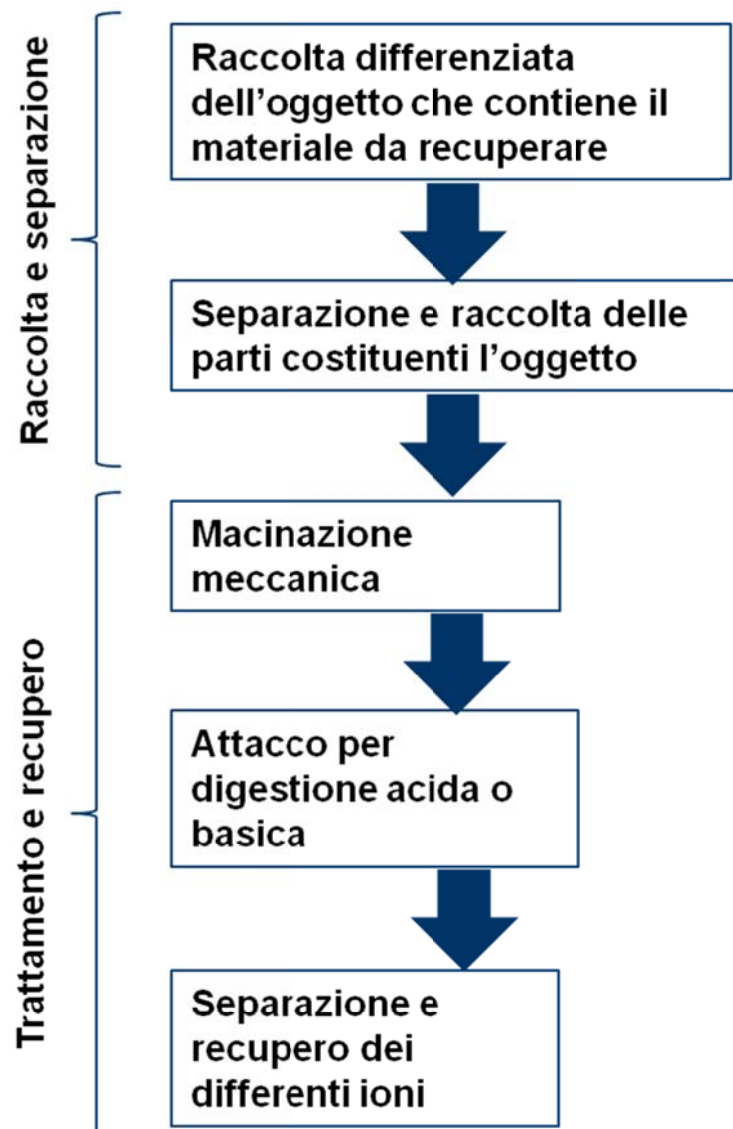 Raccolta e separazione
Raccolta differenziata
dell’oggetto che contiene il
materiale da recuperare
Separazione e raccolta delle
parti costituenti l’oggetto
Trattamento e recupero
Macinazione
meccanica
Attacco per
digestione acida o
basica
Separazione e
recupero dei
differenti ioni